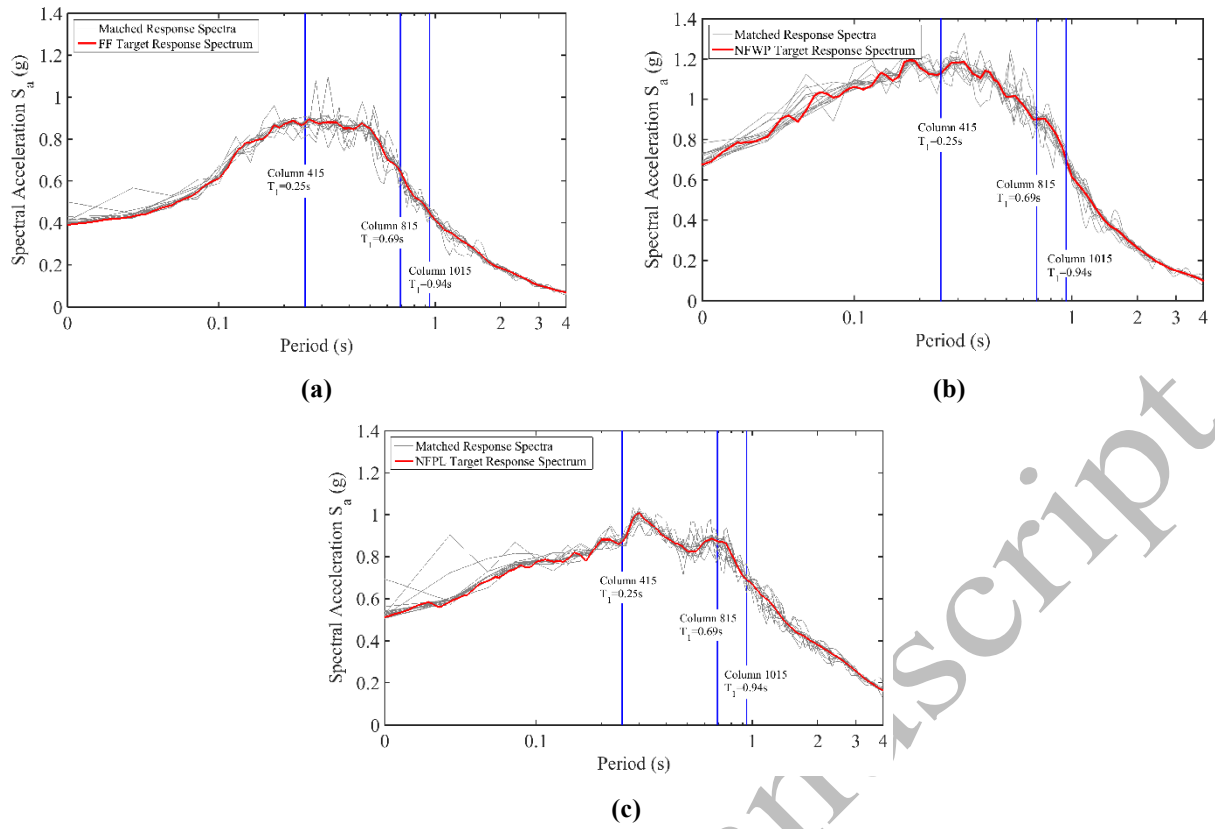 1.4
1.2
1
0.8
0.6
0.4
0.2
0
Spectral Acceleration S_a (g)
Matched Response Spectra
FF Target Response Spectrum
Column 415
T_1=0.25s
Column 815
T_1=0.69s
Column 1015
T_1=0.94s
0 0.1 1 2 3 4
Period (s)
(a)
1.4
1.2
1
0.8
0.6
0.4
0.2
0
Spectral Acceleration S_a (g)
Matched Response Spectra
NFWP Target Response Spectrum
Column 415
T_1=0.25s
Column 815
T_1=0.69s
Column 1015
T_1=0.94s
0 0.1 1 2 3 4
Period (s)
(b)
1.4
1.2
1
0.8
0.6
0.4
0.2
0
Spectral Acceleration S_a (g)
Matched Response Spectra
NFPL Target Response Spectrum
Column 415
T_1=0.25s
Column 815
T_1=0.69s
Column 1015
T_1=0.94s
0 0.1 1 2 3 4
Period (s)
(c)
nuscript